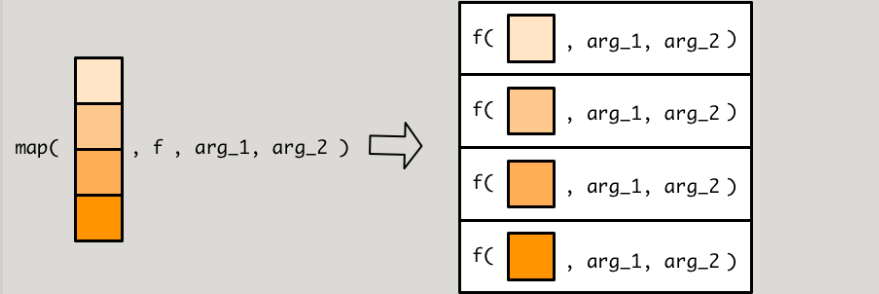 map( , f , arg_1, arg_2 )
f( , arg_1, arg_2 )
f( , arg_1, arg_2 )
f( , arg_1, arg_2 )
f( , arg_1, arg_2 )